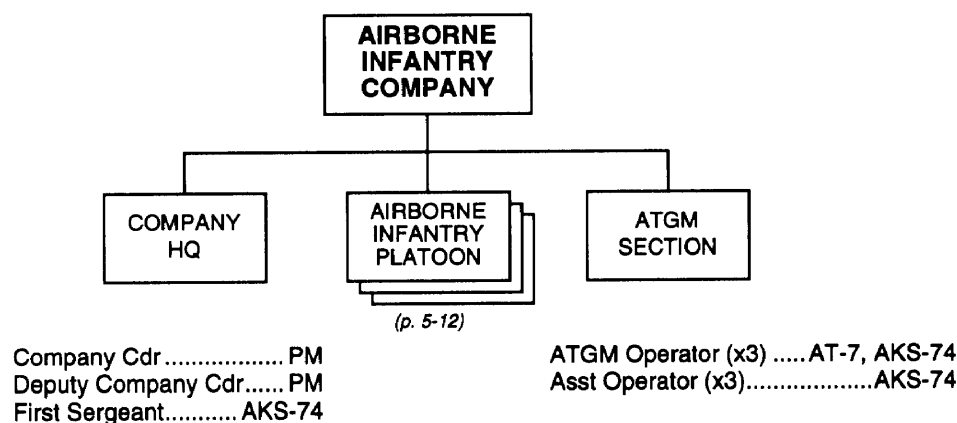 AIRBORNE
INFANTRY
COMPANY
COMPANY
HQ
AIRBORNE
INFANTRY
PLATOON
ATGM
SECTION
(p. 5-12)
Company Cdr.................. PM
Deputy Company Cdr...... PM
First Sergeant........... AKS-74
ATGM Operator (x3) .....AT-7, AKS-74
Asst Operator (x3)...................AKS-74